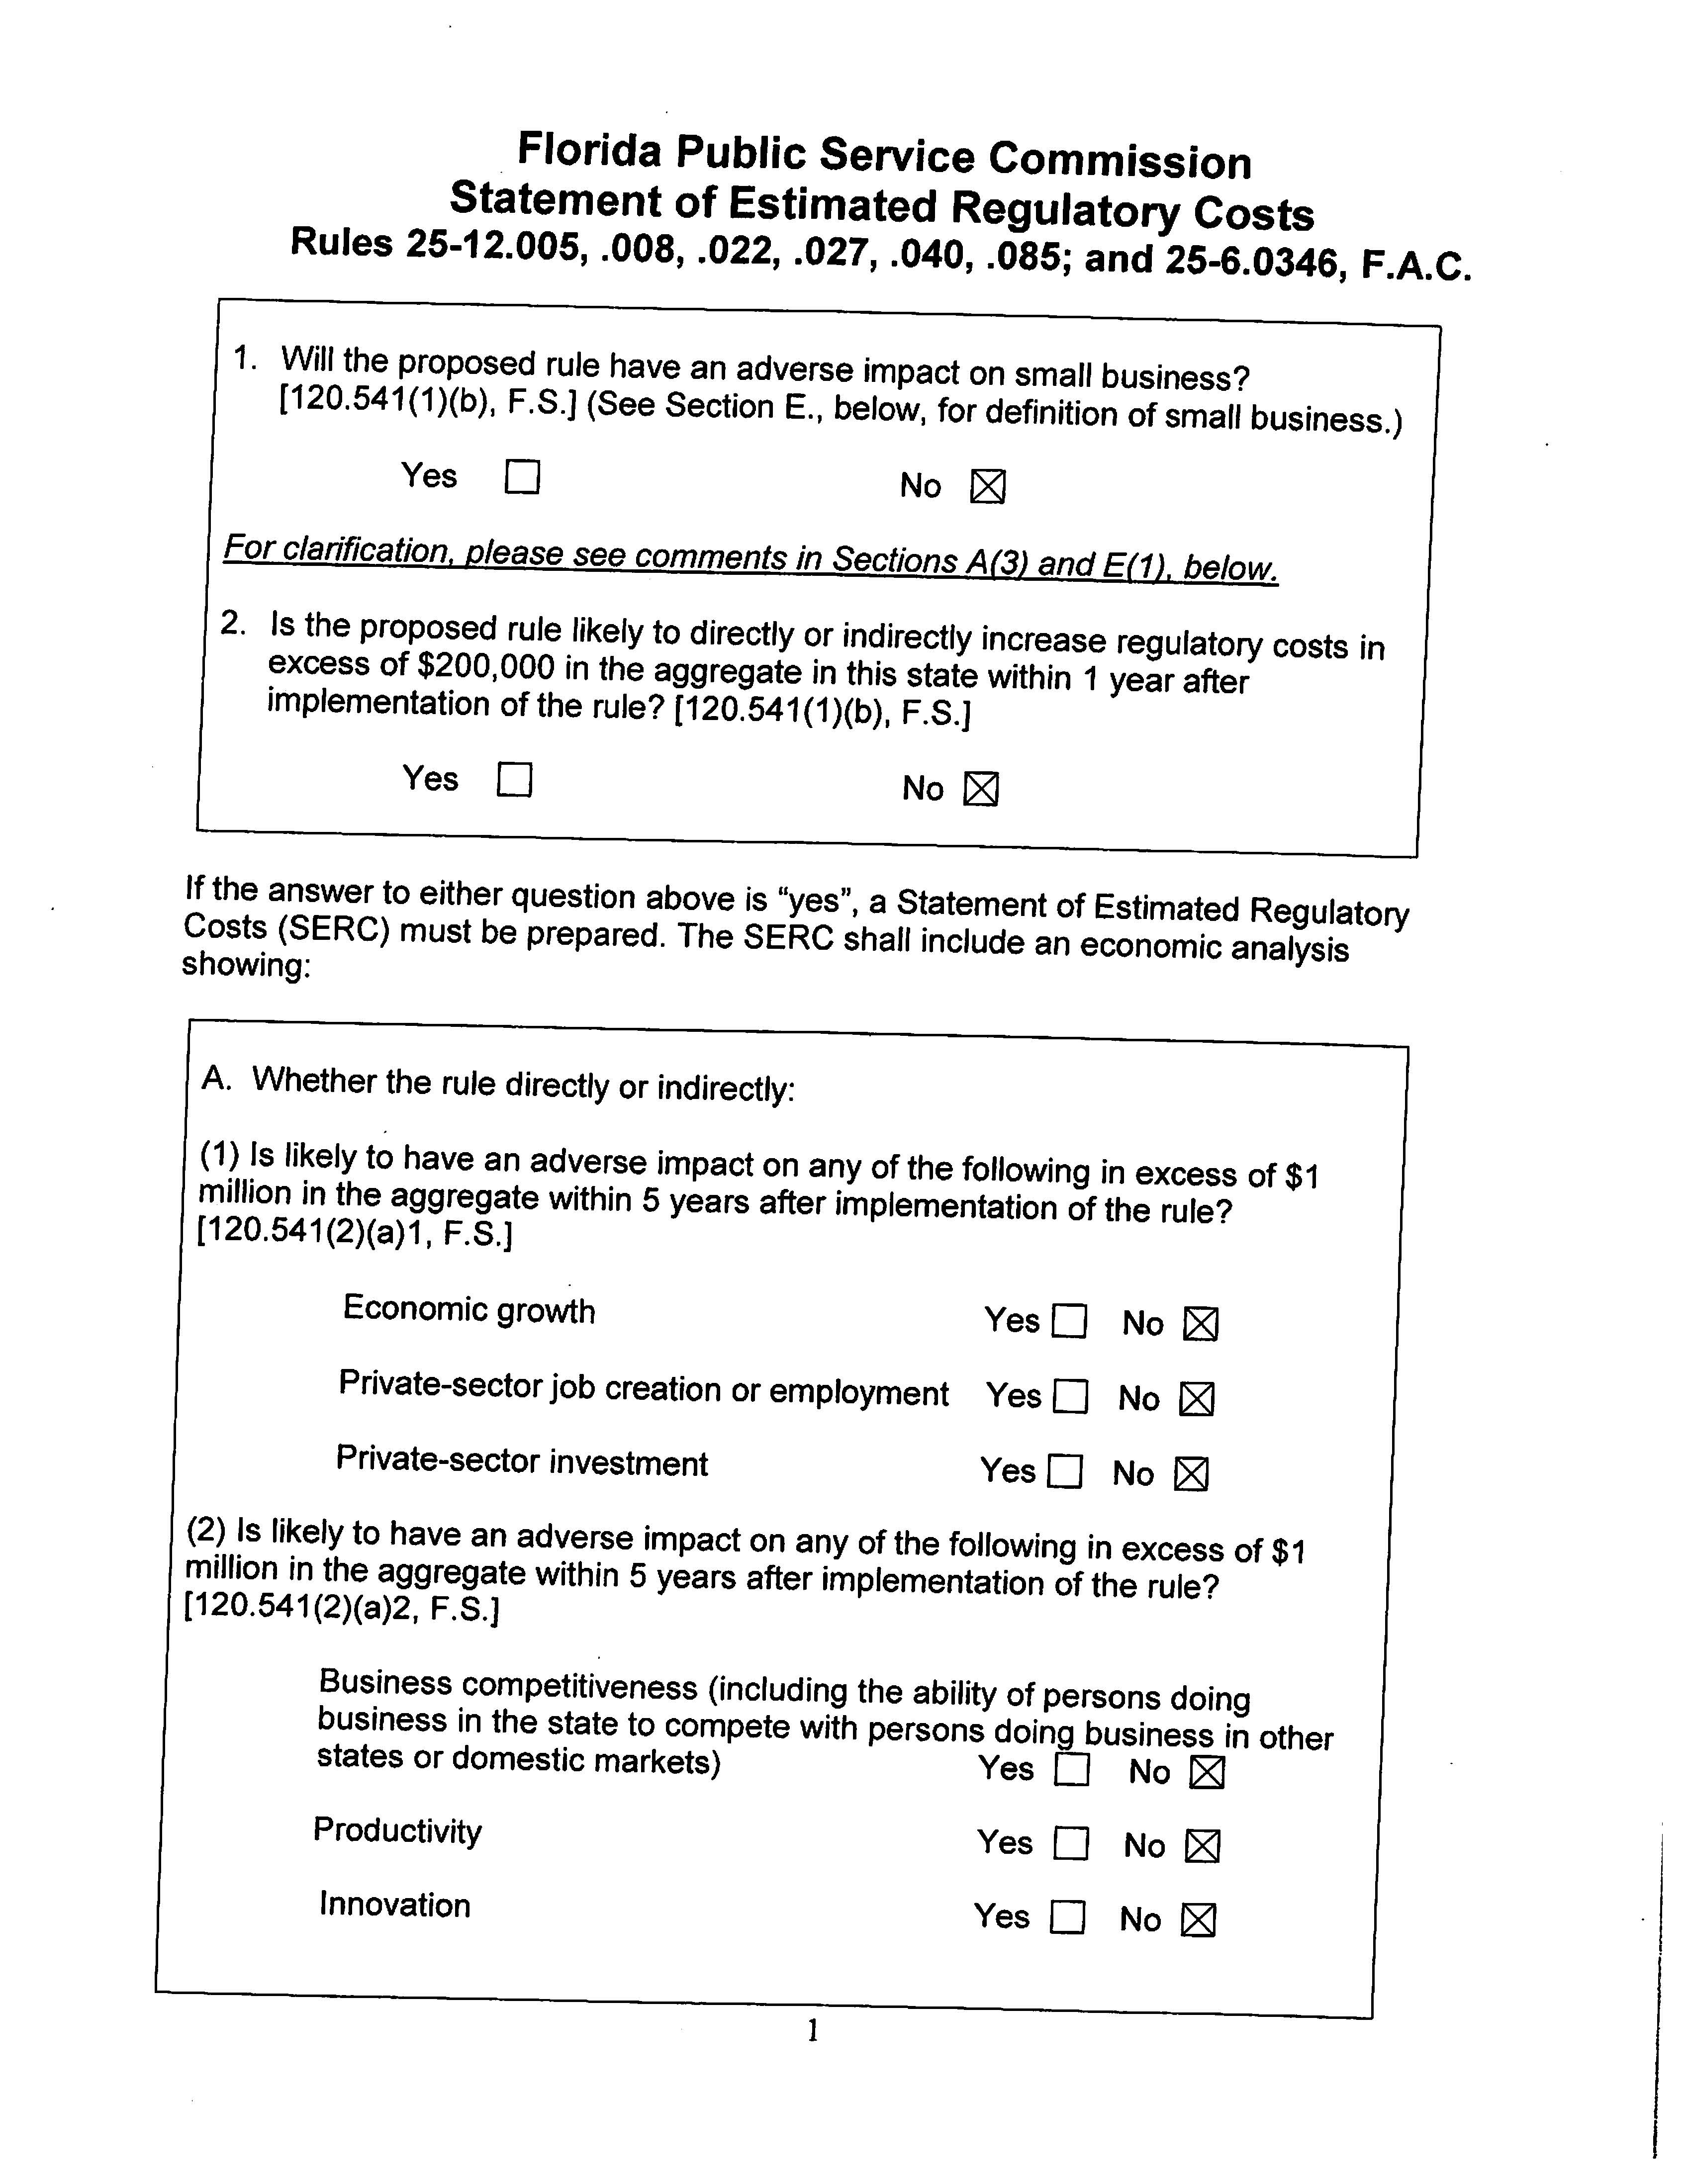 Florida Public Service Commission
Statement of Estimated Regulatory Costs
Rules 25-12.005, .008, .022, .027, .040, .085; and 25-6.0346, F.A.C.
1. Will the proposed rule have an adverse impact on small business?
[120.541(1)(b), F.S.] (See Section E., below, for definition of small business.)
Yes ☐ No ☒
For clarification, please see comments in Sections A(3) and E(1), below.
2. Is the proposed rule likely to directly or indirectly increase regulatory costs in
excess of $200,000 in the aggregate in this state within 1 year after
implementation of the rule? [120.541(1)(b), F.S.]
Yes ☐ No ☒
If the answer to either question above is “yes”, a Statement of Estimated Regulatory
Costs (SERC) must be prepared. The SERC shall include an economic analysis
showing:
A. Whether the rule directly or indirectly:
(1) Is likely to have an adverse impact on any of the following in excess of $1
million in the aggregate within 5 years after implementation of the rule?
[120.541(2)(a)1, F.S.]
Economic growth Yes ☐ No ☒
Private-sector job creation or employment Yes ☐ No ☒
Private-sector investment Yes ☐ No ☒
(2) Is likely to have an adverse impact on any of the following in excess of $1
million in the aggregate within 5 years after implementation of the rule?
[120.541(2)(a)2, F.S.]
Business competitiveness (including the ability of persons doing
business in the state to compete with persons doing business in other
states or domestic markets) Yes ☐ No ☒
Productivity Yes ☐ No ☒
Innovation Yes ☐ No ☒
1